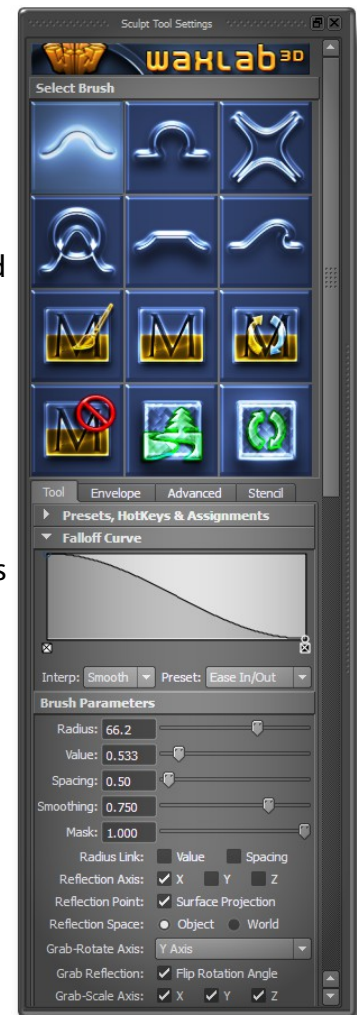 Sculpt Tool Settings
waxLab3D
Select Brush
d
M
M
M
M
Tool Envelope Advanced Stencil
Presets, HotKeys & Assignments
Falloff Curve
s
Interp: Smooth Preset: Ease In/Out
Brush Parameters
Radius: 66.2
Value: 0.533
Spacing: 0.50
Smoothing: 0.750
Mask: 1.000
Radius Link: Value Spacing
Reflection Axis: X Y Z
Reflection Point: Surface Projection
Reflection Space: Object World
Grab-Rotate Axis: Y Axis
Grab Reflection: Flip Rotation Angle
Grab-Scale Axis: X Y Z